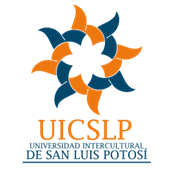 UICSLP
UNIVERSIDAD INTERCULTURAL
DE SAN LUIS POTOSÍ